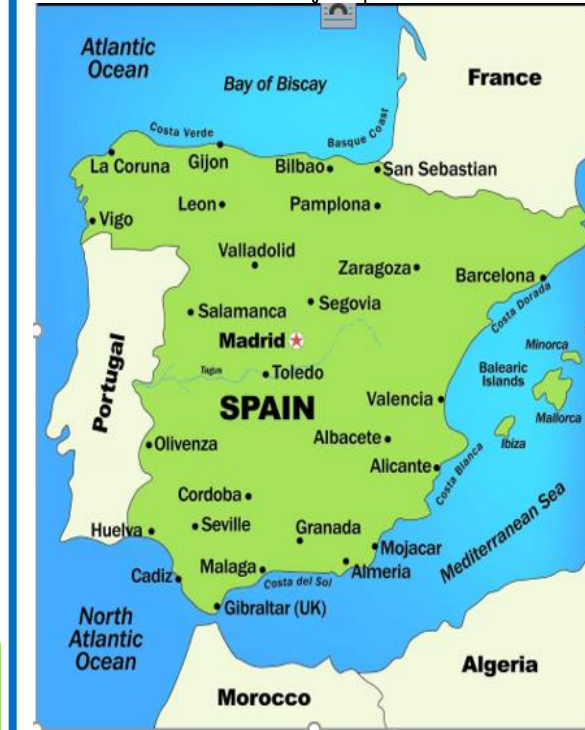 Atlantic
Ocean
Bay of Biscay
France
Costa Verde
Basque Coast
La Coruna
Gijon
Bilbao
San Sebastian
Leon
Pamplona
Vigo
Valladolid
Zaragoza
Barcelona
Salamanca
Segovia
Costa Dorada
Madrid
Minorca
Portugal
Tagus
Toledo
Balearic
Islands
SPAIN
Valencia
Mallorca
Olivenza
Albacete
Ibiza
Alicante
Costa Blanca
Cordoba
Mediterranean Sea
Huelva
Seville
Granada
Mojacar
Cadiz
Malaga
Costa del Sol
Almeria
Gibraltar (UK)
North
Atlantic
Ocean
Algeria
Morocco